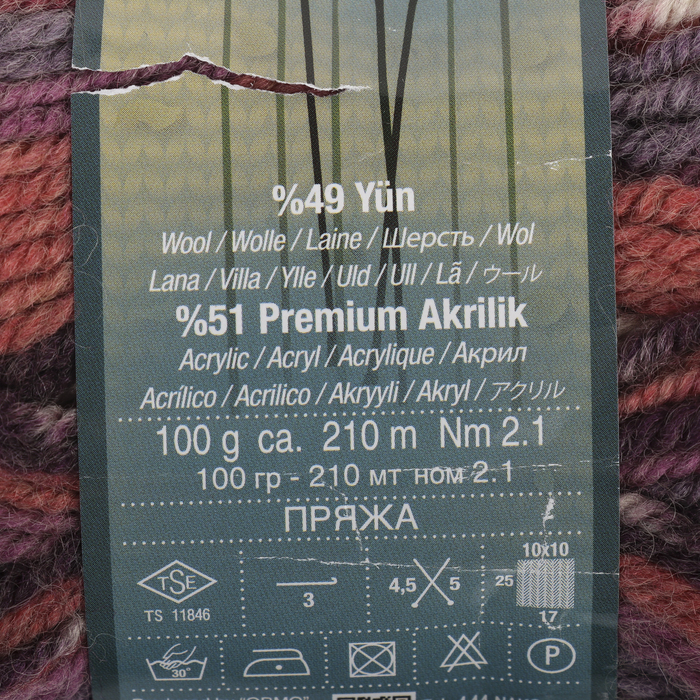 %49 Yün
Wool / Wolle / Laine / Шерсть / Wol
Lana / Villa / Ylle / Uld / Ull / Lã / ウール
%51 Premium Akrilik
Acrylic / Acryl / Acrylique / Акрил
Acrílico / Acrilico / Akryyli / Akryl / アクリル
100 g ca. 210 m Nm 2.1
100 гр - 210 мт ном 2.1
ПРЯЖА
10x10
TSE 3 4,5 5 25
TS 11846 17
30° P